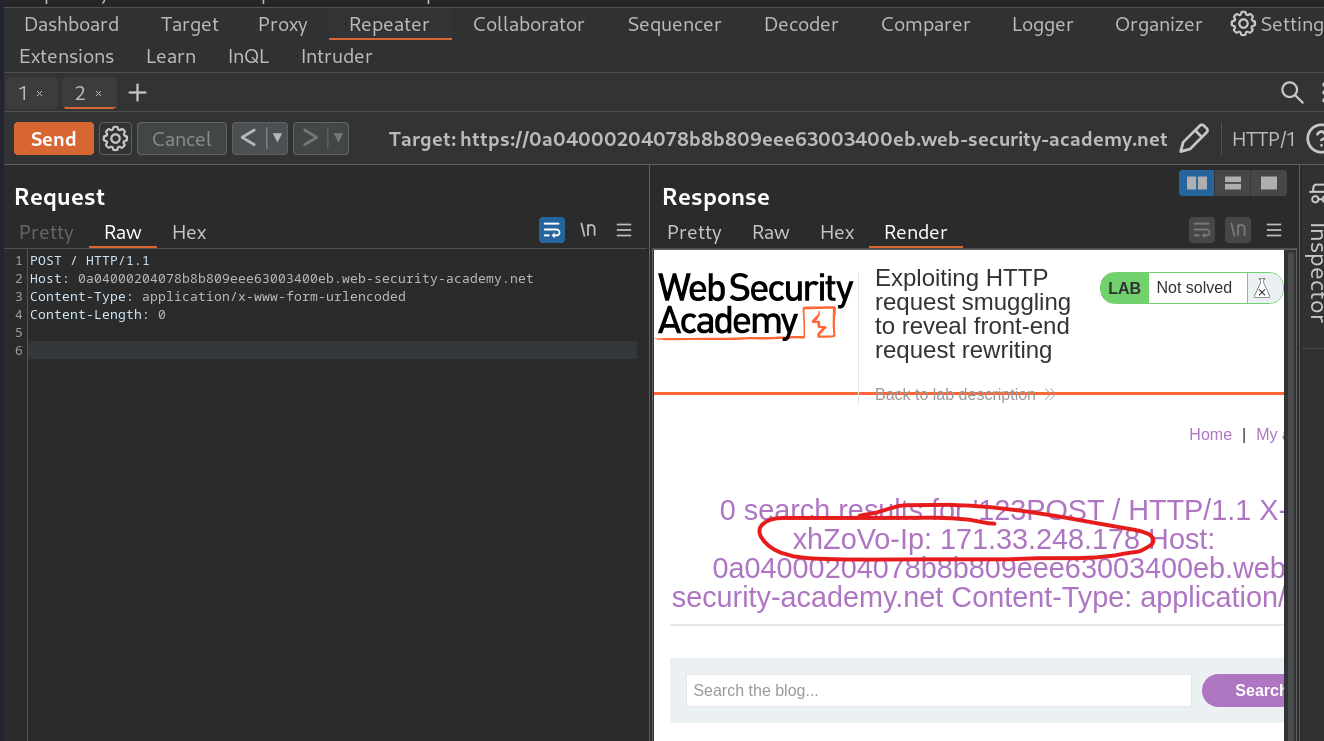 Dashboard Target Proxy Repeater Collaborator Sequencer Decoder Comparer Logger Organizer Setting
Extensions Learn InQL Intruder
1 × 2 × +
Send Cancel < > Target: https://0a04000204078b8b809eee63003400eb.web-security-academy.net HTTP/1 ?
Request
Pretty Raw Hex \n
1 POST / HTTP/1.1
2 Host: 0a04000204078b8b809eee63003400eb.web-security-academy.net
3 Content-Type: application/x-www-form-urlencoded
4 Content-Length: 0
5
6
Response
Pretty Raw Hex Render \n
Web Security
Academy
Exploiting HTTP
request smuggling
to reveal front-end
request rewriting
LAB Not solved
Back to lab description
Home | My
0 search results for '123POST / HTTP/1.1 X-
xhZoVo-Ip: 171.33.248.178 Host:
0a04000204078b8b809eee63003400eb.web
security-academy.net Content-Type: application/
Search the blog...
Search
Inspector